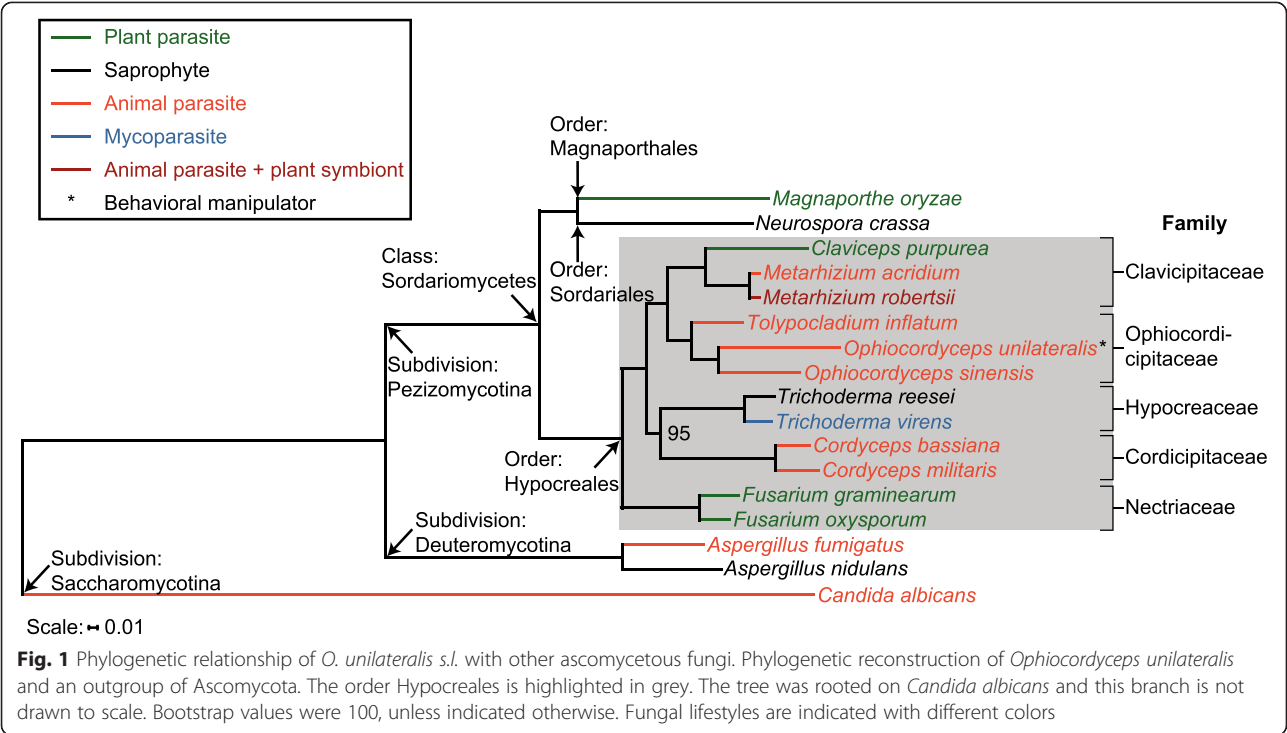 Plant parasite
Saprophyte
Animal parasite
Mycoparasite
Animal parasite + plant symbiont
* Behavioral manipulator
Order:
Magnaporthales
Magnaporthe oryzae
Neurospora crassa
Family
Class:
Sordariomycetes
Order:
Sordariales
Claviceps purpurea
Metarhizium acridium
Metarhizium robertsii
Clavicipitaceae
Tolypocladium inflatum
Ophiocordyceps unilateralis*
Ophiocordyceps sinensis
Ophiocordi-
cipitaceae
Subdivision:
Pezizomycotina
Trichoderma reesei
Trichoderma virens
Hypocreaceae
95
Cordyceps bassiana
Cordyceps militaris
Cordicipitaceae
Order:
Hypocreales
Fusarium graminearum
Fusarium oxysporum
Nectriaceae
Subdivision:
Deuteromycotina
Aspergillus fumigatus
Aspergillus nidulans
Subdivision:
Saccharomycotina
Candida albicans
Scale: 0.01
Fig. 1 Phylogenetic relationship of O. unilateralis s.l. with other ascomycetous fungi. Phylogenetic reconstruction of Ophiocordyceps unilateralis
and an outgroup of Ascomycota. The order Hypocreales is highlighted in grey. The tree was rooted on Candida albicans and this branch is not
drawn to scale. Bootstrap values were 100, unless indicated otherwise. Fungal lifestyles are indicated with different colors